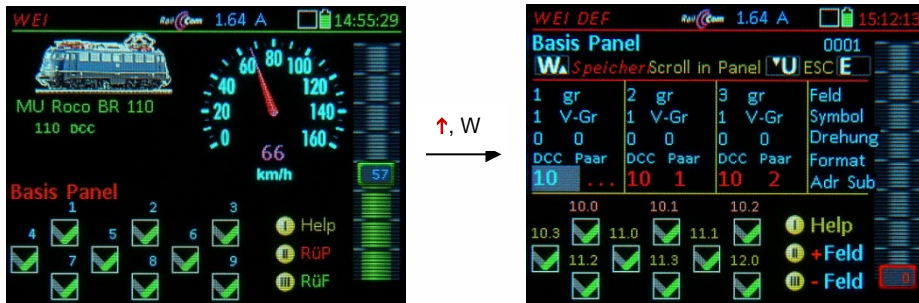 WEI RailCom 1.64 A 14:55:29
20 40 60 80 100 120 140 160 0
MU Roco BR 110
110 DCC
66
km/h
57
Basis Panel
1 2 3
4 5 6
7 8 9
Help
RüP
RüF
↑, W
WEI DEF RailCom 1.64 A 15:12:13
Basis Panel 0001
W Speichern Scroll in Panel U ESC E
1 gr 2 gr 3 gr Feld
1 V-Gr 1 V-Gr 1 V-Gr Symbol
0 0 0 0 0 0 Drehung
DCC Paar DCC Paar DCC Paar Format
10 ... 10 1 10 2 Adr Sub
10.0 10.1 10.2
10.3 11.0 11.1
11.2 11.3 12.0
I Help
II +Feld
III - Feld
0